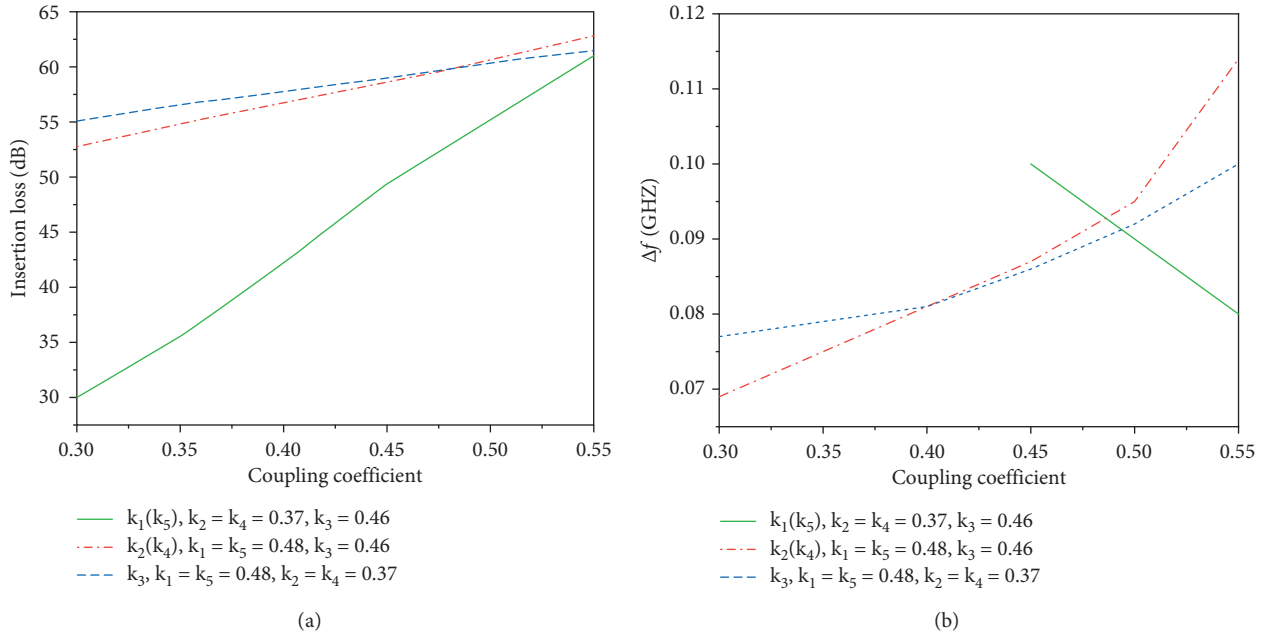 65
60
55
50
45
40
35
30
Insertion loss (dB)
0.30 0.35 0.40 0.45 0.50 0.55
Coupling coefficient
k₁(k₅), k₂ = k₄ = 0.37, k₃ = 0.46
k₂(k₄), k₁ = k₅ = 0.48, k₃ = 0.46
k₃, k₁ = k₅ = 0.48, k₂ = k₄ = 0.37
(a)
0.12
0.11
0.10
0.09
0.08
0.07
Δf (GHZ)
0.30 0.35 0.40 0.45 0.50 0.55
Coupling coefficient
k₁(k₅), k₂ = k₄ = 0.37, k₃ = 0.46
k₂(k₄), k₁ = k₅ = 0.48, k₃ = 0.46
k₃, k₁ = k₅ = 0.48, k₂ = k₄ = 0.37
(b)